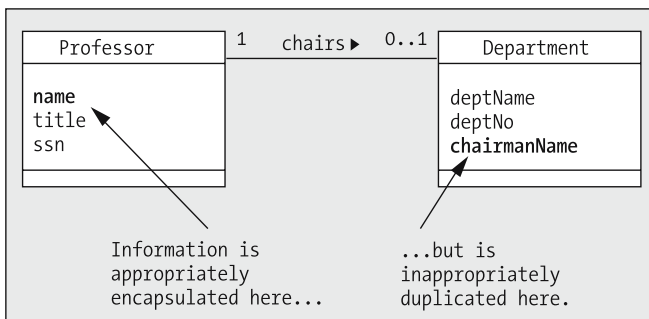 Professor
name
title
ssn
1 chairs▶ 0..1
Department
deptName
deptNo
chairmanName
Information is
appropriately
encapsulated here...
...but is
inappropriately
duplicated here.